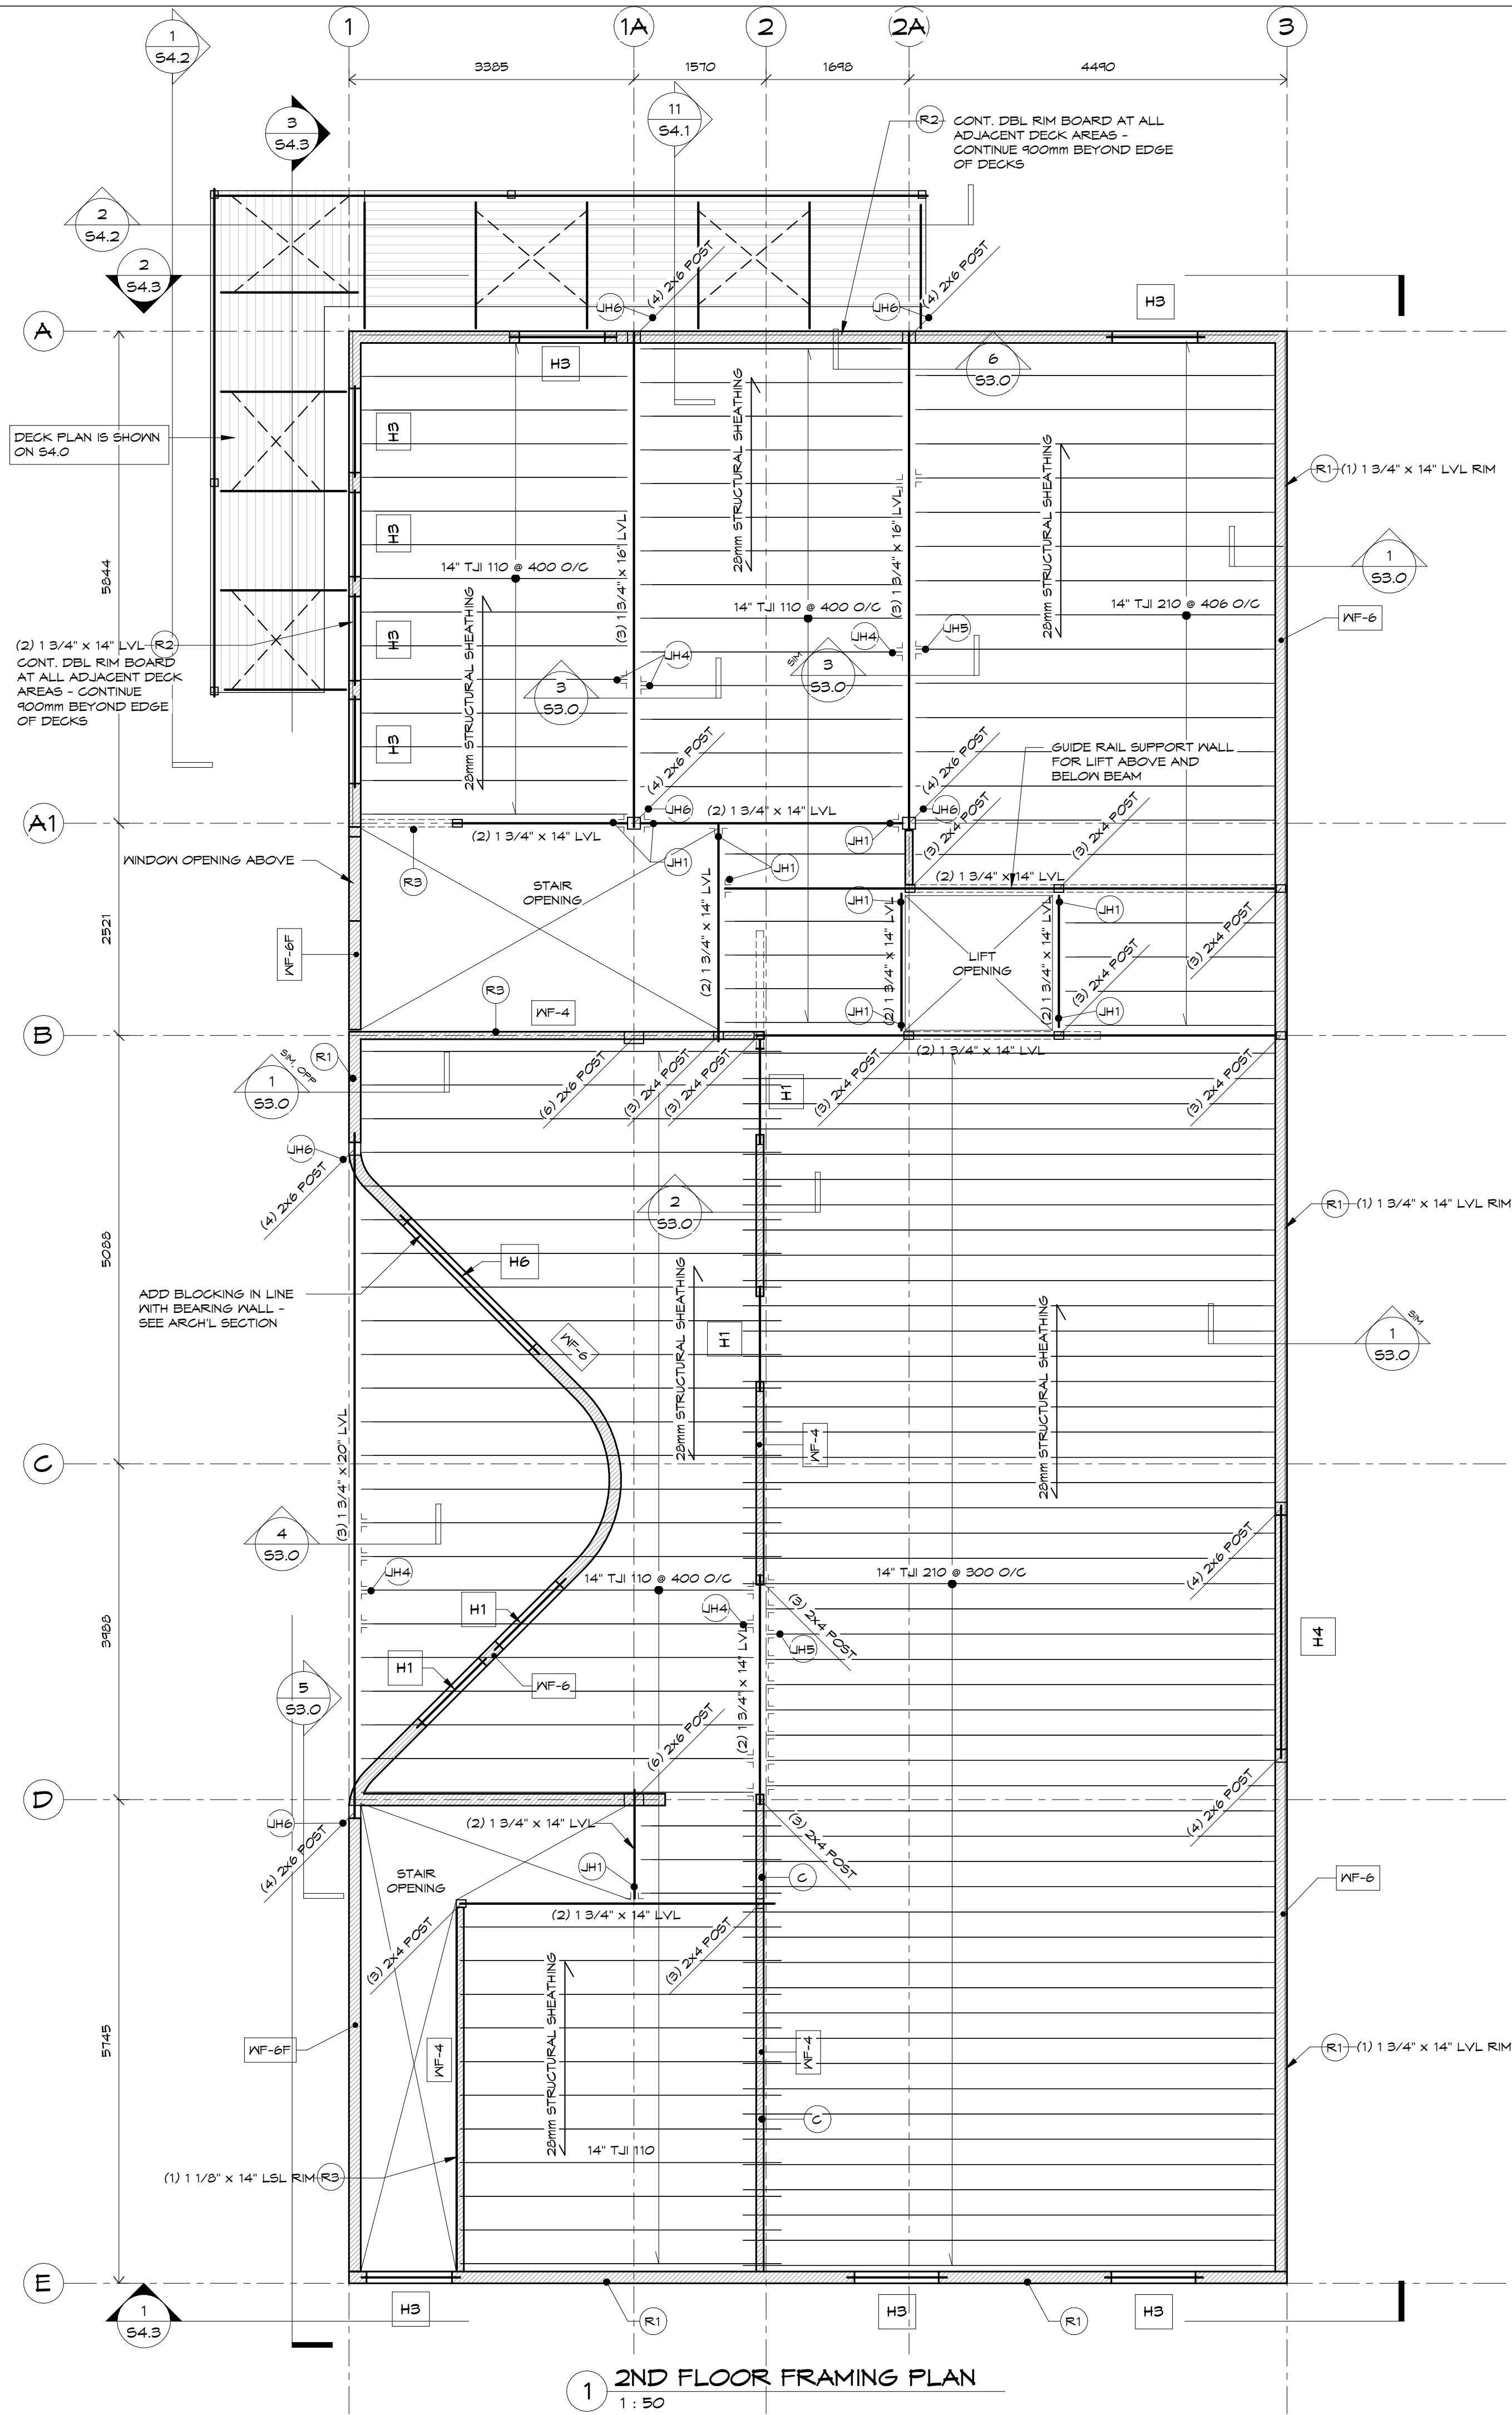 1
S4.2
1
1A
2
2A
3
3385
1570
1698
4490
3
S4.3
11
S4.1
R2
CONT. DBL RIM BOARD AT ALL
ADJACENT DECK AREAS -
CONTINUE 900mm BEYOND EDGE
OF DECKS
2
S4.2
2
S4.3
(4) 2x6 POST
JH6
(4) 2x6 POST
JH6
H3
A
H3
6
S3.0
28mm STRUCTURAL SHEATHING
H3
DECK PLAN IS SHOWN
ON S4.0
28mm STRUCTURAL SHEATHING
R1
(1) 1 3/4" x 14" LVL RIM
H3
(3) 1 3/4" x 16" LVL
(3) 1 3/4" x 16" LVL
1
S3.0
5844
14" TJI 110 @ 400 O/C
14" TJI 110 @ 400 O/C
14" TJI 210 @ 406 O/C
WF-6
28mm STRUCTURAL SHEATHING
(2) 1 3/4" x 14" LVL
R2
CONT. DBL RIM BOARD
AT ALL ADJACENT DECK
AREAS - CONTINUE
900mm BEYOND EDGE
OF DECKS
H3
H3
JH4
JH4
JH5
SIM
3
S3.0
3
S3.0
(4) 2x6 POST
(4) 2x6 POST
GUIDE RAIL SUPPORT WALL
FOR LIFT ABOVE AND
BELOW BEAM
JH6
(2) 1 3/4" x 14" LVL
JH6
(3) 2x4 POST
(3) 2x4 POST
A1
(2) 1 3/4" x 14" LVL
JH1
JH1
JH1
WINDOW OPENING ABOVE
R3
STAIR
OPENING
(2) 1 3/4" x 14" LVL
(2) 1 3/4" x 14" LVL
JH1
(2) 1 3/4" x 14" LVL
(2) 1 3/4" x 14" LVL
JH1
2521
WF-6F
LIFT
OPENING
(3) 2x4 POST
(3) 2x4 POST
R3
WF-4
JH1
JH1
B
(2) 1 3/4" x 14" LVL
SIM, OPP
R1
1
S3.0
(6) 2x6 POST
(3) 2x4 POST
(3) 2x4 POST
H1
(3) 2x4 POST
(3) 2x4 POST
JH6
(4) 2x6 POST
2
S3.0
R1
(1) 1 3/4" x 14" LVL RIM
5088
H6
ADD BLOCKING IN LINE
WITH BEARING WALL -
SEE ARCH'L SECTION
WF-6
28mm STRUCTURAL SHEATHING
H1
28mm STRUCTURAL SHEATHING
SIM
1
S3.0
(3) 1 3/4" x 20" LVL
WF-4
C
4
S3.0
JH4
14" TJI 110 @ 400 O/C
14" TJI 210 @ 300 O/C
(4) 2x6 POST
H1
JH4
(3) 2x4 POST
JH5
H4
3988
H1
WF-6
(2) 1 3/4" x 14" LVL
5
S3.0
(6) 2x6 POST
D
JH6
(4) 2x6 POST
(2) 1 3/4" x 14" LVL
(3) 2x4 POST
(4) 2x6 POST
STAIR
OPENING
JH1
C
WF-6
(2) 1 3/4" x 14" LVL
(3) 2x4 POST
(3) 2x4 POST
28mm STRUCTURAL SHEATHING
5745
WF-6F
WF-4
WF-4
R1
(1) 1 3/4" x 14" LVL RIM
C
14" TJI 110
(1) 1 1/8" x 14" LSL RIM
R3
E
1
S4.3
H3
R1
H3
R1
H3
1
2ND FLOOR FRAMING PLAN
1 : 50